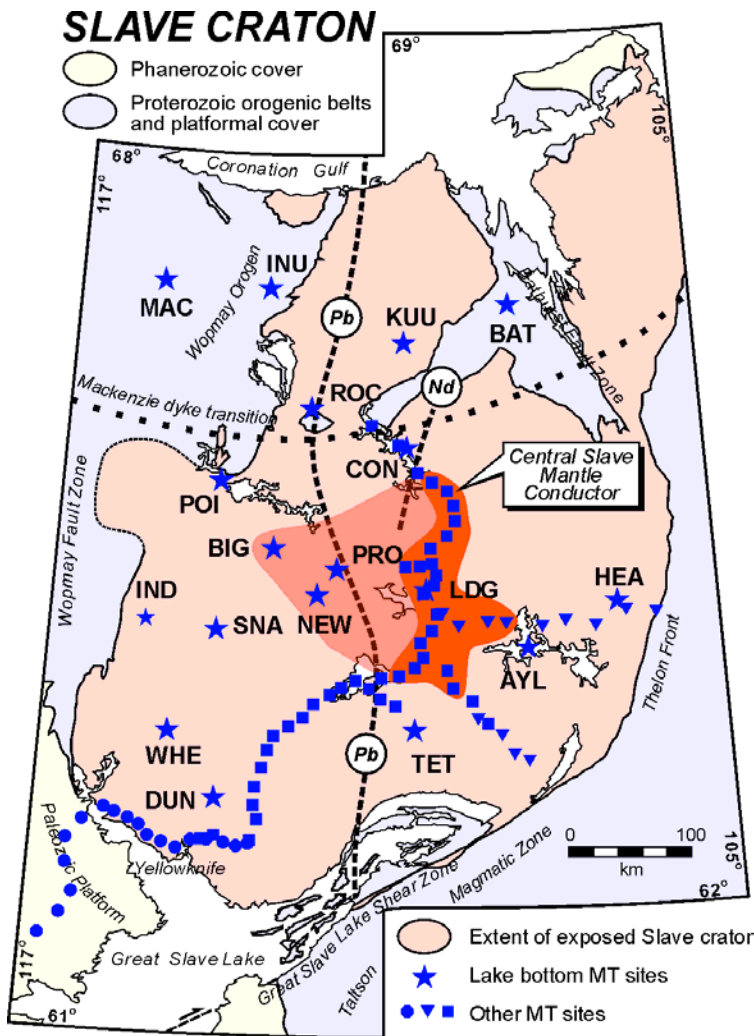 SLAVE CRATON
Phanerozoic cover
Proterozoic orogenic belts
and platformal cover
69°
105°
68°
117°
Coronation Gulf
Wopmay Orogen
MAC
INU
Pb
KUU
BAT
Bathurst Fault Zone
Nd
ROC
Mackenzie dyke transition
CON
Central Slave
Mantle
Conductor
POI
Wopmay Fault Zone
BIG
PRO
IND
SNA
NEW
LDG
HEA
AYL
Thelon Front
WHE
Pb
TET
DUN
Paleozoic Platform
Yellowknife
0 100
km
Great Slave Lake Shear Zone
Magmatic Zone
62°
105°
Great Slave Lake
Taltson
117°
61°
Extent of exposed Slave craton
Lake bottom MT sites
Other MT sites